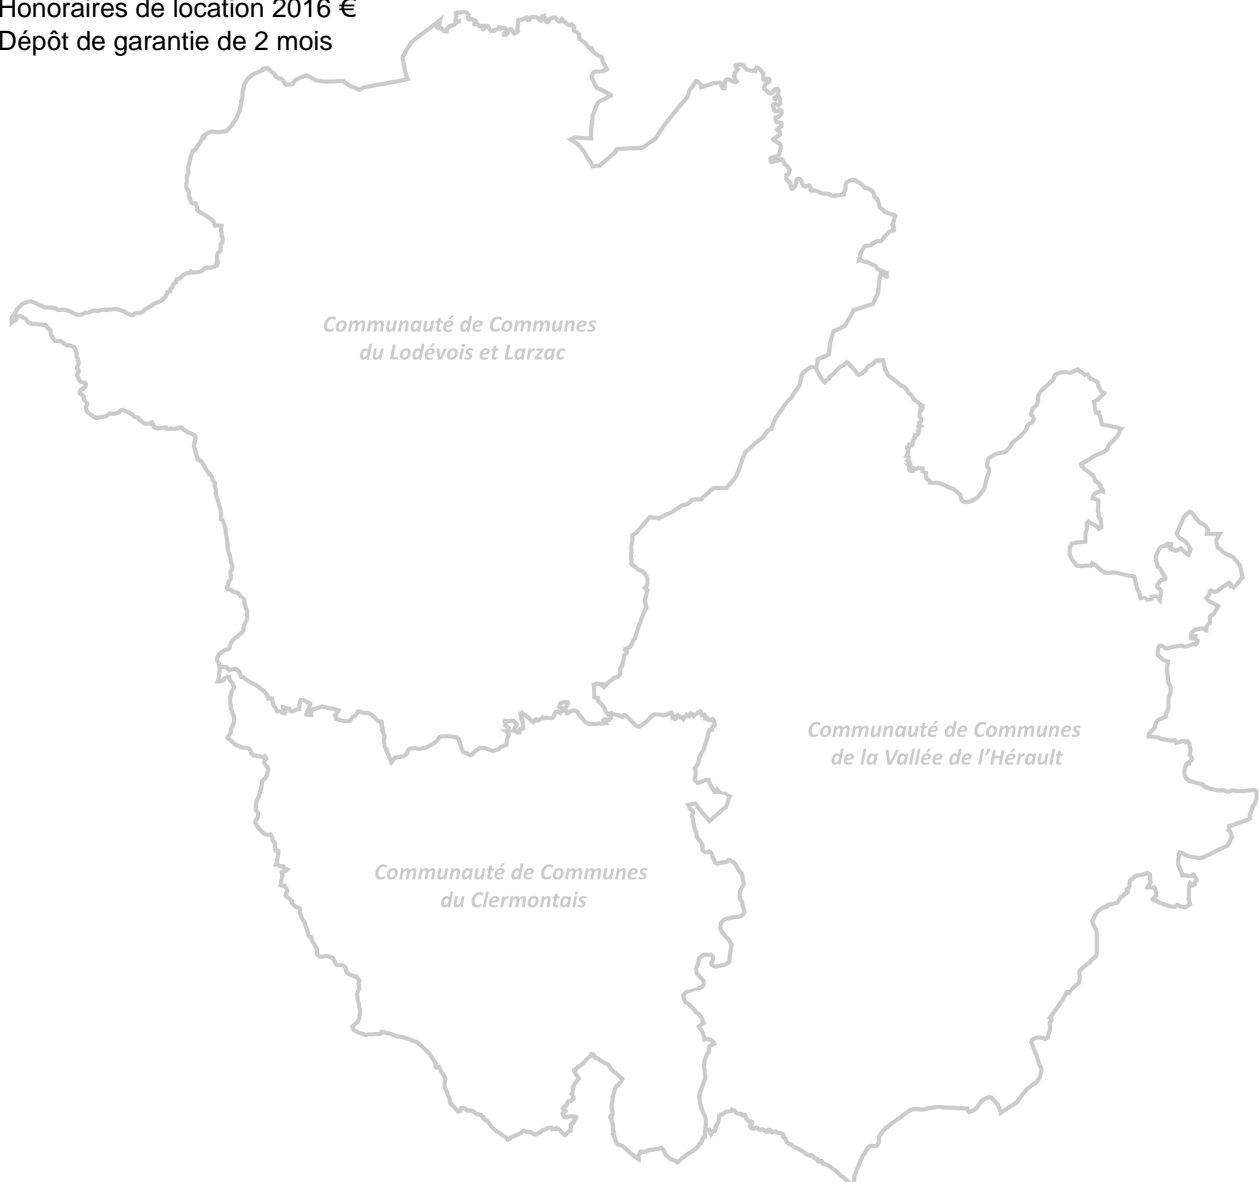 Honoraires de location 2016 €
Dépôt de garantie de 2 mois
Communauté de Communes
du Lodévois et Larzac
Communauté de Communes
de la Vallée de l'Hérault
Communauté de Communes
du Clermontais